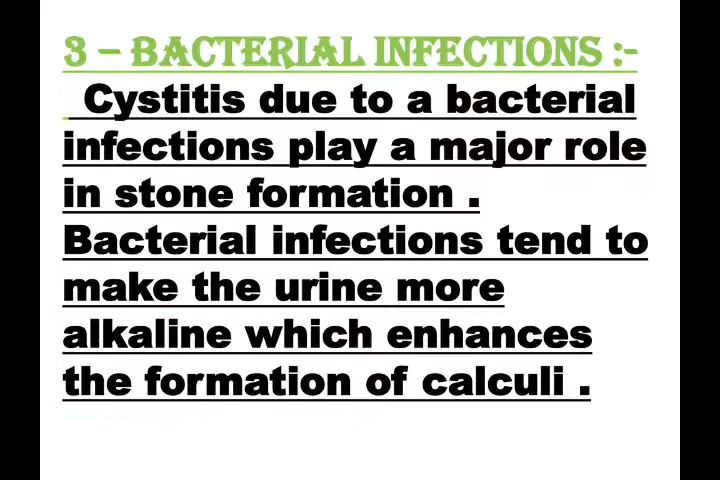 3 – BACTERIAL INFECTIONS :-
Cystitis due to a bacterial
infections play a major role
in stone formation .
Bacterial infections tend to
make the urine more
alkaline which enhances
the formation of calculi .